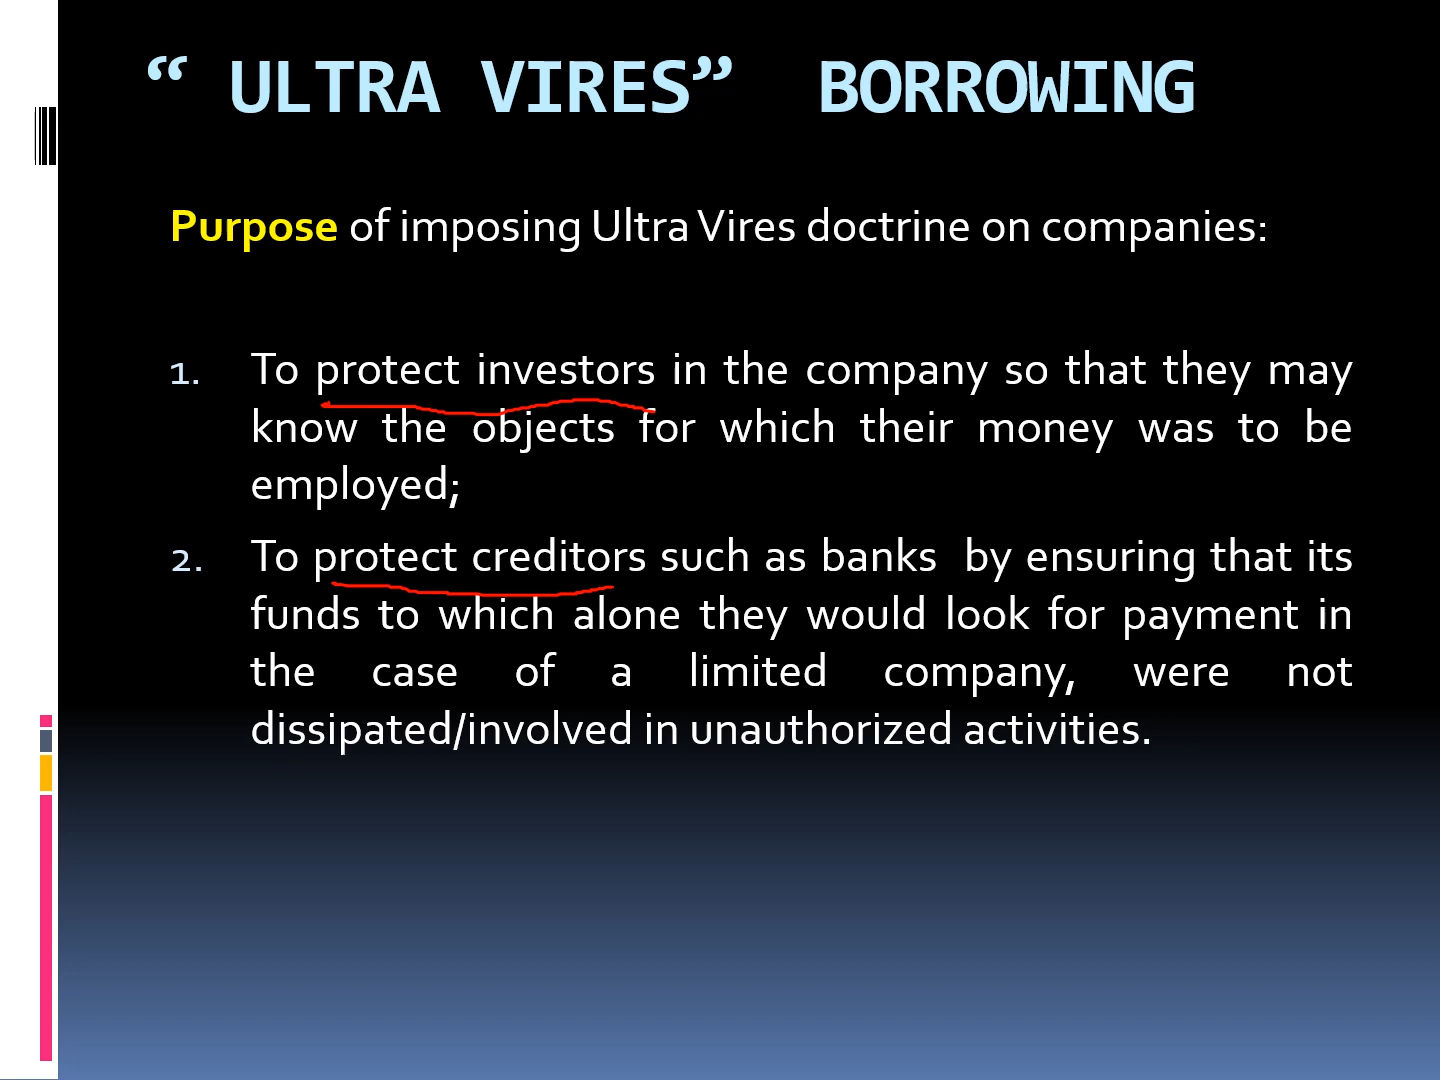 “ ULTRA VIRES” BORROWING
Purpose of imposing Ultra Vires doctrine on companies:
1. To protect investors in the company so that they may
know the objects for which their money was to be
employed;
2. To protect creditors such as banks by ensuring that its
funds to which alone they would look for payment in
the case of a limited company, were not
dissipated/involved in unauthorized activities.